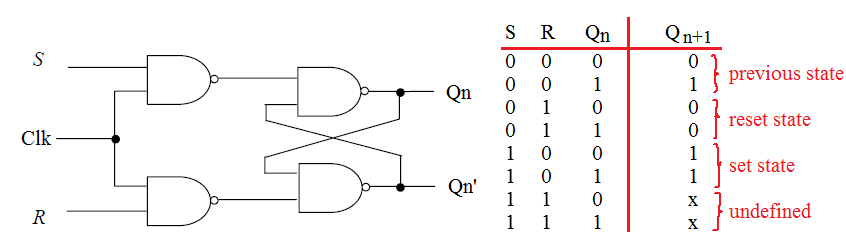 S
Clk
R
Qn
Qn'
S R Qn Qn+1
0 0 0 0
0 0 1 1
previous state
0 1 0 0
0 1 1 0
reset state
1 0 0 1
1 0 1 1
set state
1 1 0 x
1 1 1 x
undefined